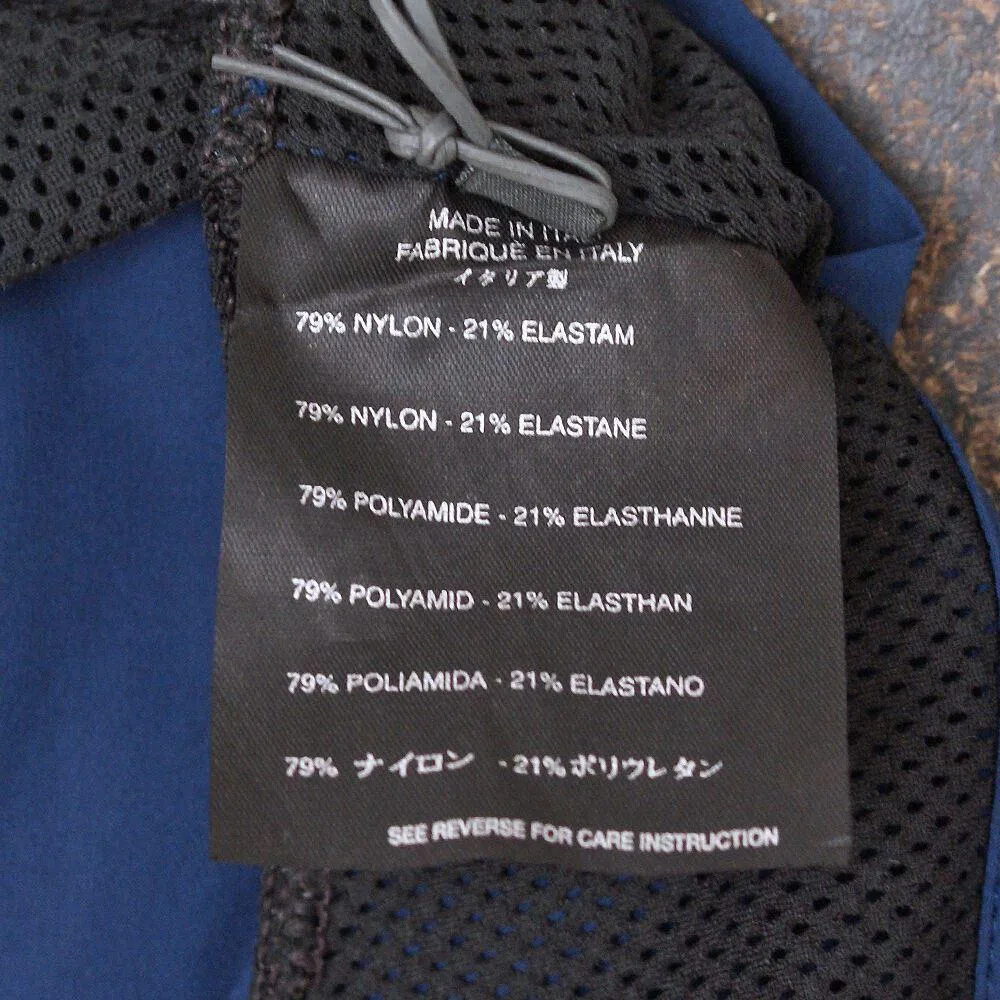 MADE IN ITALY
FABRIQUE EN ITALY
イタリア製
79% NYLON - 21% ELASTAM
79% NYLON - 21% ELASTANE
79% POLYAMIDE - 21% ELASTHANNE
79% POLYAMID - 21% ELASTHAN
79% POLIAMIDA - 21% ELASTANO
79% ナイロン - 21% ポリウレタン
SEE REVERSE FOR CARE INSTRUCTION